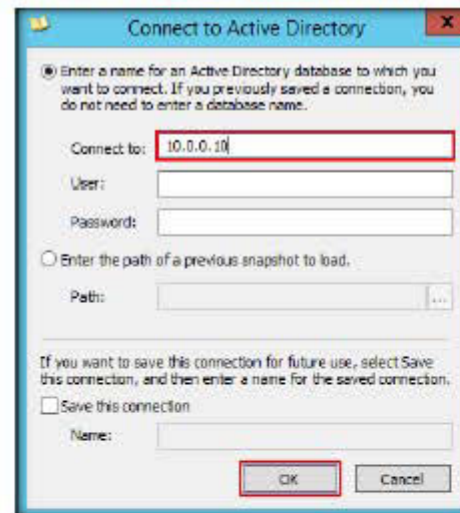 Connect to Active Directory
x
Enter a name for an Active Directory database to which you
want to connect. If you previously saved a connection, you
do not need to enter a database name.
Connect to: 10.0.0.10
User:
Password:
Enter the path of a previous snapshot to load.
Path: ...
If you want to save this connection for future use, select Save
this connection, and then enter a name for the saved connection.
Save this connection
Name:
OK Cancel